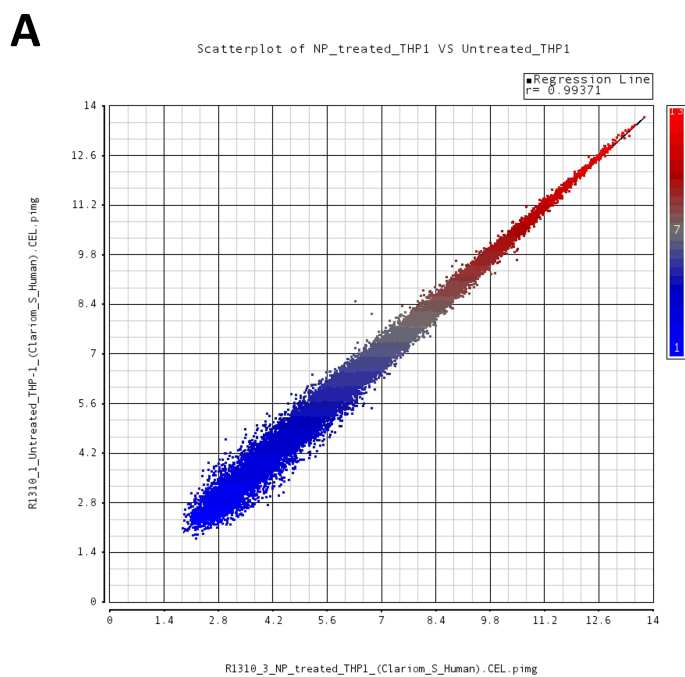 A
Scatterplot of NP_treated_THP1 VS Untreated_THP1
Regression Line
r= 0.99371
14
12.6
11.2
9.8
8.4
7
5.6
4.2
2.8
1.4
0
R1310_1_Untreated_THP-1_(Clariom_S_Human).CEL.pimg
13
7
1
0 1.4 2.8 4.2 5.6 7 8.4 9.8 11.2 12.6 14
R1310_3_NP_treated_THP1_(Clariom_S_Human).CEL.pimg